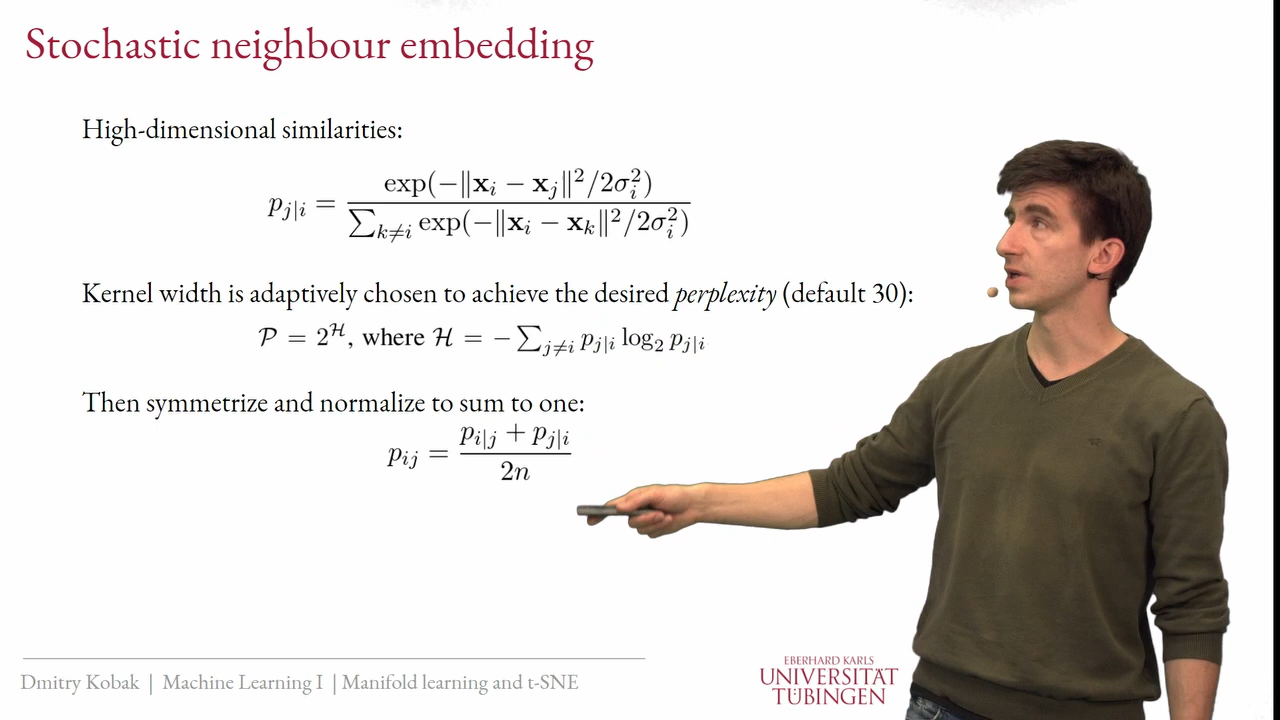 Stochastic neighbour embedding
High-dimensional similarities:
p_{j|i} = \frac{exp(−‖x_i − x_j‖²/2σ_i²)}{∑_{k≠i} exp(−‖x_i − x_k‖²/2σ_i²)}
Kernel width is adaptively chosen to achieve the desired perplexity (default 30):
𝒫 = 2^ℋ, where ℋ = −∑_{j≠i} p_{j|i} log₂ p_{j|i}
Then symmetrize and normalize to sum to one:
p_{ij} = \frac{p_{i|j} + p_{j|i}}{2n}
Dmitry Kobak | Machine Learning I | Manifold learning and t-SNE
EBERHARD KARLS
UNIVERSITÄT
TÜBINGEN